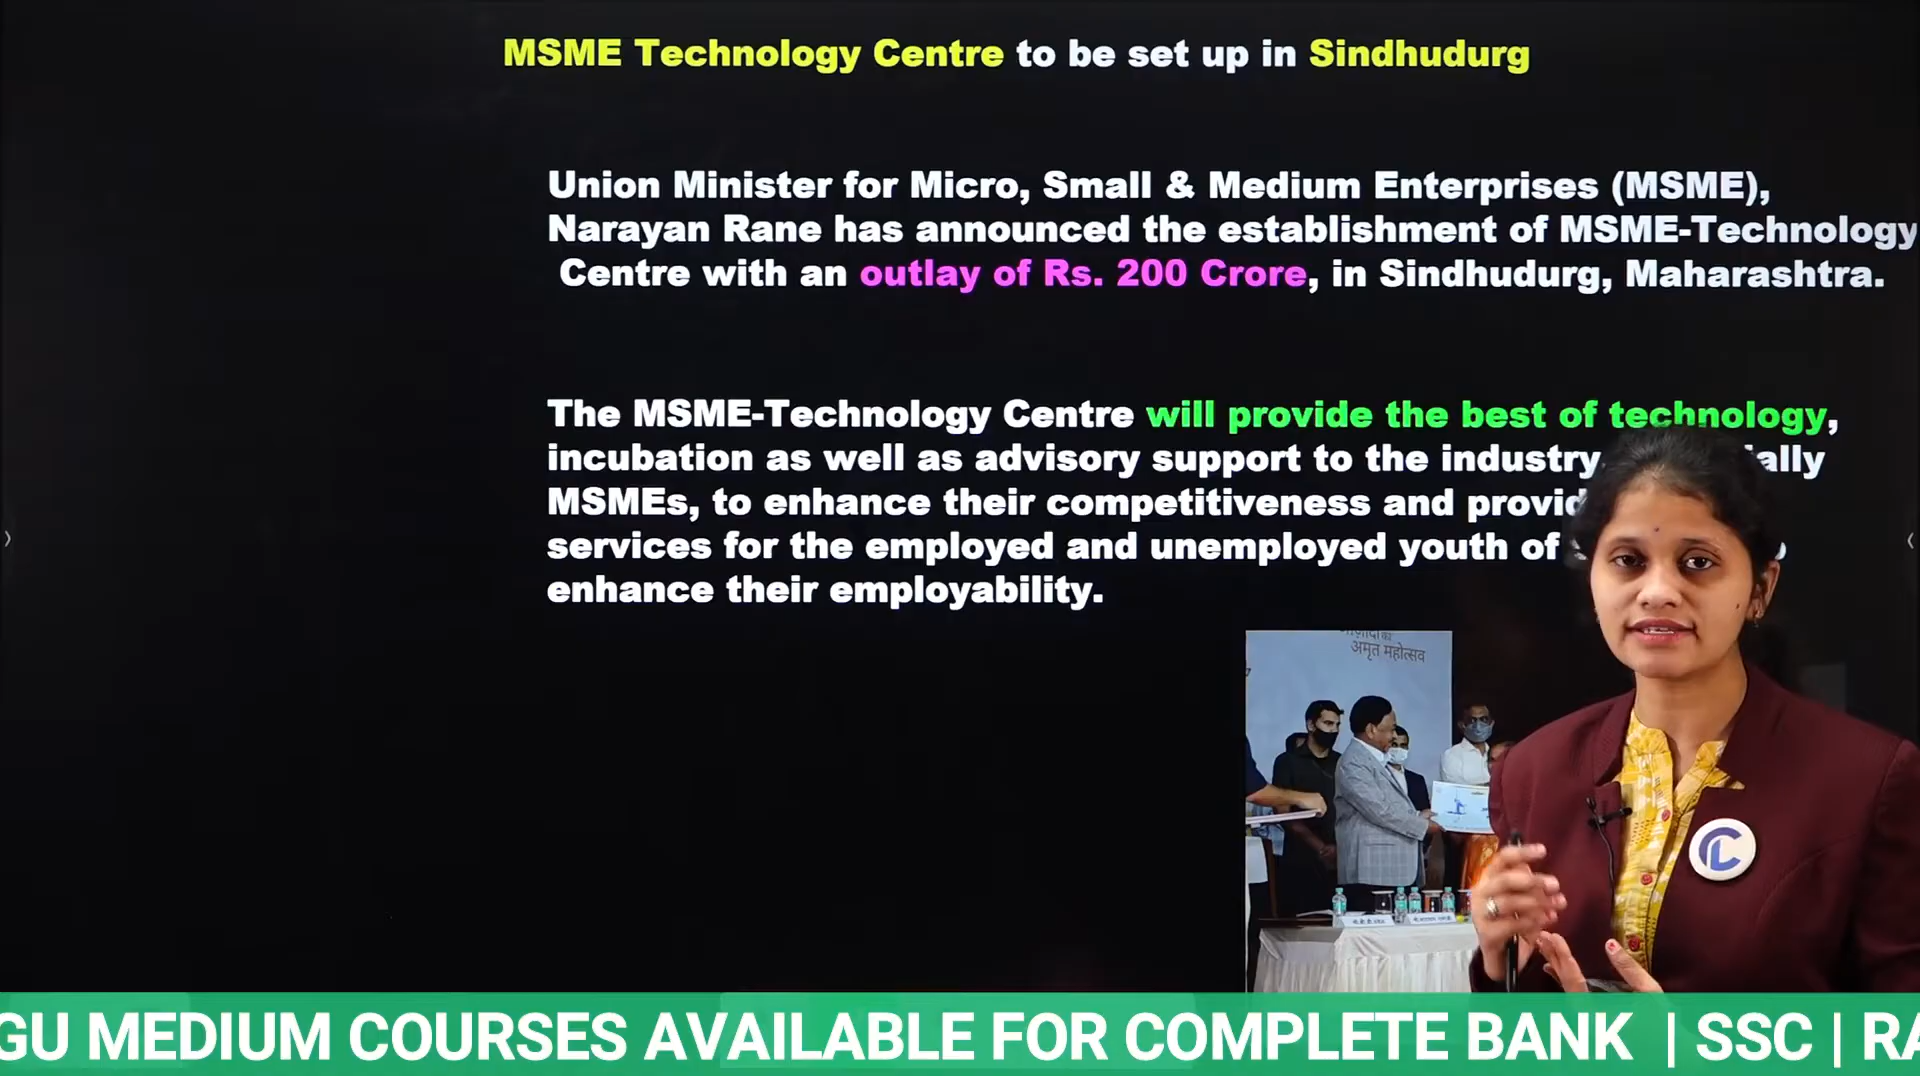 MSME Technology Centre to be set up in Sindhudurg
Union Minister for Micro, Small & Medium Enterprises (MSME),
Narayan Rane has announced the establishment of MSME-Technology
Centre with an outlay of Rs. 200 Crore, in Sindhudurg, Maharashtra.
The MSME-Technology Centre will provide the best of technology,
incubation as well as advisory support to the industry
MSMEs, to enhance their competitiveness and
services for the employed and unemployed youth of
enhance their employability.
अमृत महोत्सव
MEDIUM COURSES AVAILABLE FOR COMPLETE BANK | SSC |